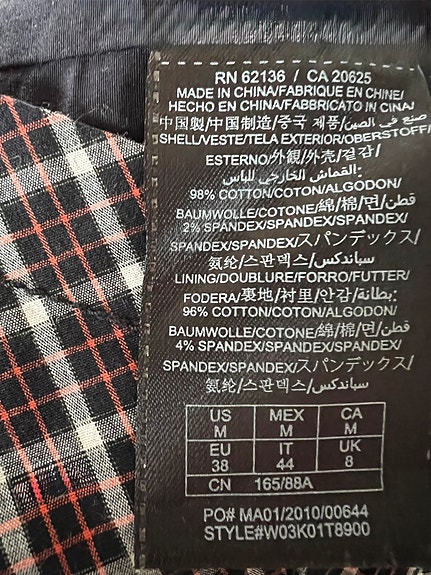 RN 62136 / CA 20625
MADE IN CHINA/FABRIQUE EN CHINE/
HECHO EN CHINA/FABBRICATO IN CINA/
中国製/中国制造/중국 제품/صنع في الصين/
SHELL/VESTE/TELA EXTERIOR/OBERSTOFF/
ESTERNO/外観/外壳/겉감/
القماش الخارجي للباس:
98% COTTON/COTON/ALGODON/
BAUMWOLLE/COTONE/綿/棉/면/قطن/
2% SPANDEX/SPANDEX/SPANDEX/
SPANDEX/SPANDEX/スパンデックス/
氨纶/스판덱스/سباندكس
LINING/DOUBLURE/FORRO/FUTTER/
FODERA/裏地/衬里/안감/بطانة:
96% COTTON/COTON/ALGODON/
BAUMWOLLE/COTONE/綿/棉/면/قطن/
4% SPANDEX/SPANDEX/SPANDEX/
SPANDEX/SPANDEX/スパンデックス/
氨纶/스판덱스/سباندكس
US MEX CA
M M M
EU IT UK
38 44 8
CN 165/88A
PO# MA01/2010/00644
STYLE#W03K01T8900